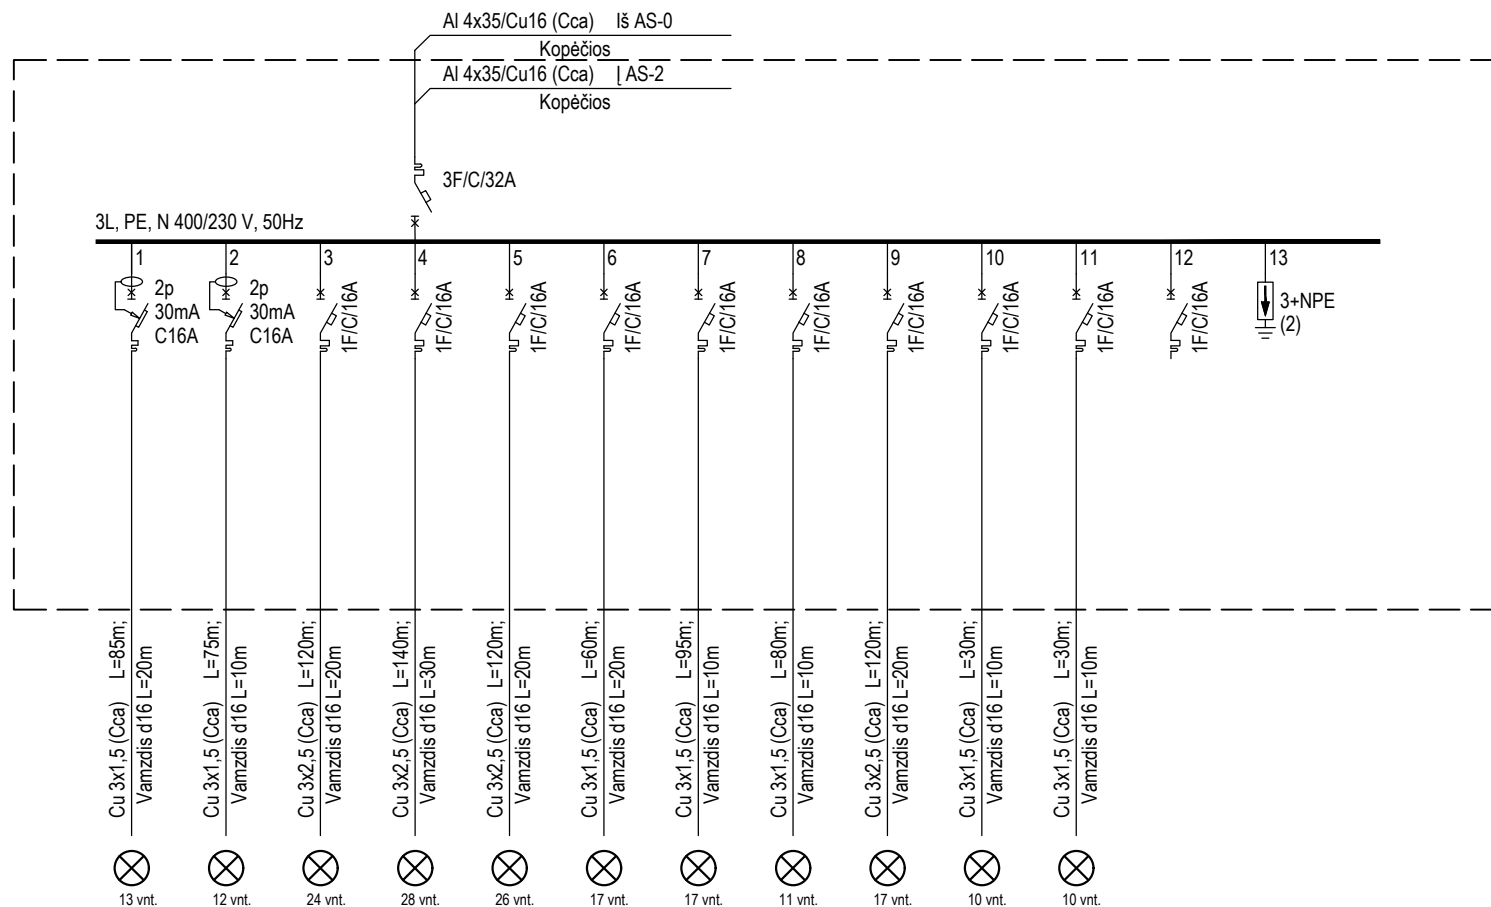 Al 4x35/Cu16 (Cca) Iš AS-0
Kopėčios
Al 4x35/Cu16 (Cca) Į AS-2
Kopėčios
3F/C/32A
3L, PE, N 400/230 V, 50Hz
1
2
3
4
5
6
7
8
9
10
11
12
13
2p
30mA
C16A
2p
30mA
C16A
1F/C/16A
1F/C/16A
1F/C/16A
1F/C/16A
1F/C/16A
1F/C/16A
1F/C/16A
1F/C/16A
1F/C/16A
1F/C/16A
3+NPE
(2)
Cu 3x1,5 (Cca) L=85m;
Vamzdis d16 L=20m
Cu 3x1,5 (Cca) L=75m;
Vamzdis d16 L=10m
Cu 3x2,5 (Cca) L=120m;
Vamzdis d16 L=20m
Cu 3x2,5 (Cca) L=140m;
Vamzdis d16 L=30m
Cu 3x2,5 (Cca) L=120m;
Vamzdis d16 L=20m
Cu 3x1,5 (Cca) L=60m;
Vamzdis d16 L=20m
Cu 3x1,5 (Cca) L=95m;
Vamzdis d16 L=10m
Cu 3x1,5 (Cca) L=80m;
Vamzdis d16 L=10m
Cu 3x2,5 (Cca) L=120m;
Vamzdis d16 L=20m
Cu 3x1,5 (Cca) L=30m;
Vamzdis d16 L=10m
Cu 3x1,5 (Cca) L=30m;
Vamzdis d16 L=10m
13 vnt.
12 vnt.
24 vnt.
28 vnt.
26 vnt.
17 vnt.
17 vnt.
11 vnt.
17 vnt.
10 vnt.
10 vnt.